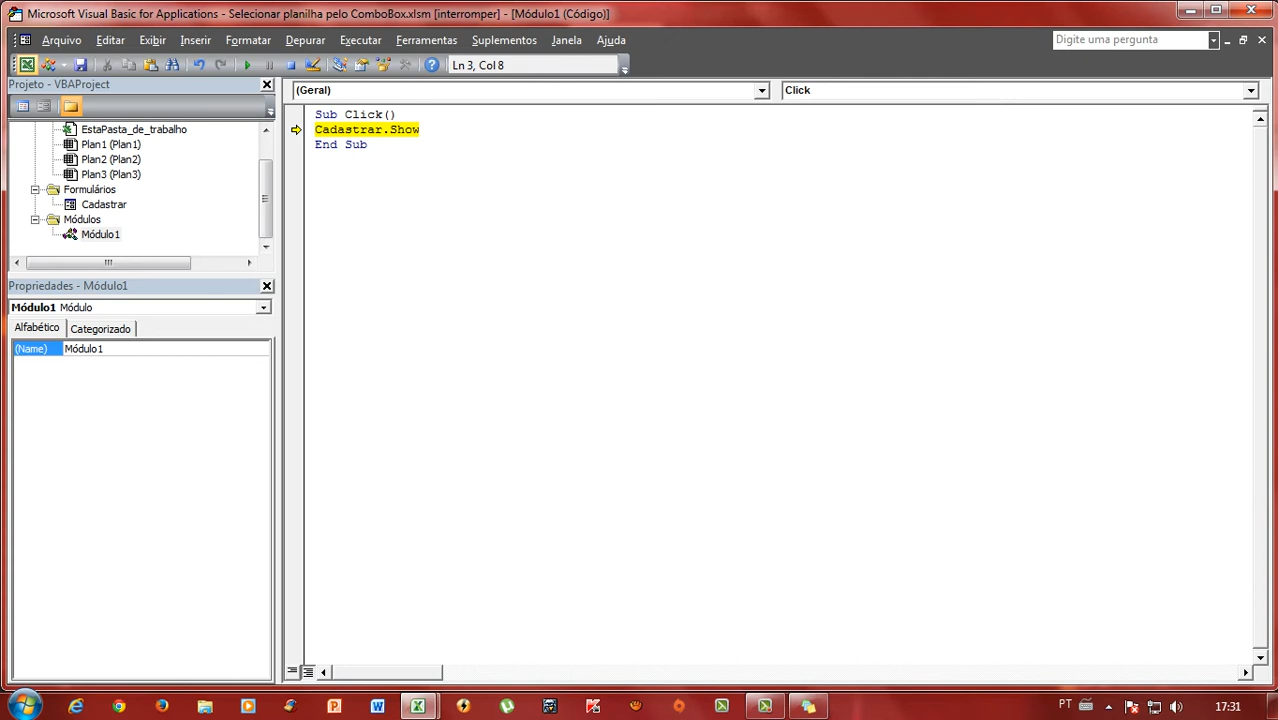 Microsoft Visual Basic for Applications - Selecionar planilha pelo ComboBox.xlsm [interromper] - [Módulo1 (Código)]
Arquivo Editar Exibir Inserir Formatar Depurar Executar Ferramentas Suplementos Janela Ajuda
Digite uma pergunta
Ln 3, Col 8
Projeto - VBAProject
(Geral)
Click
EstaPasta_de_trabalho
Plan1 (Plan1)
Plan2 (Plan2)
Plan3 (Plan3)
Formulários
Cadastrar
Módulos
Módulo1
Sub Click()
Cadastrar.Show
End Sub
Propriedades - Módulo1
Módulo1 Módulo
Alfabético Categorizado
(Name) Módulo1
PT
17:31